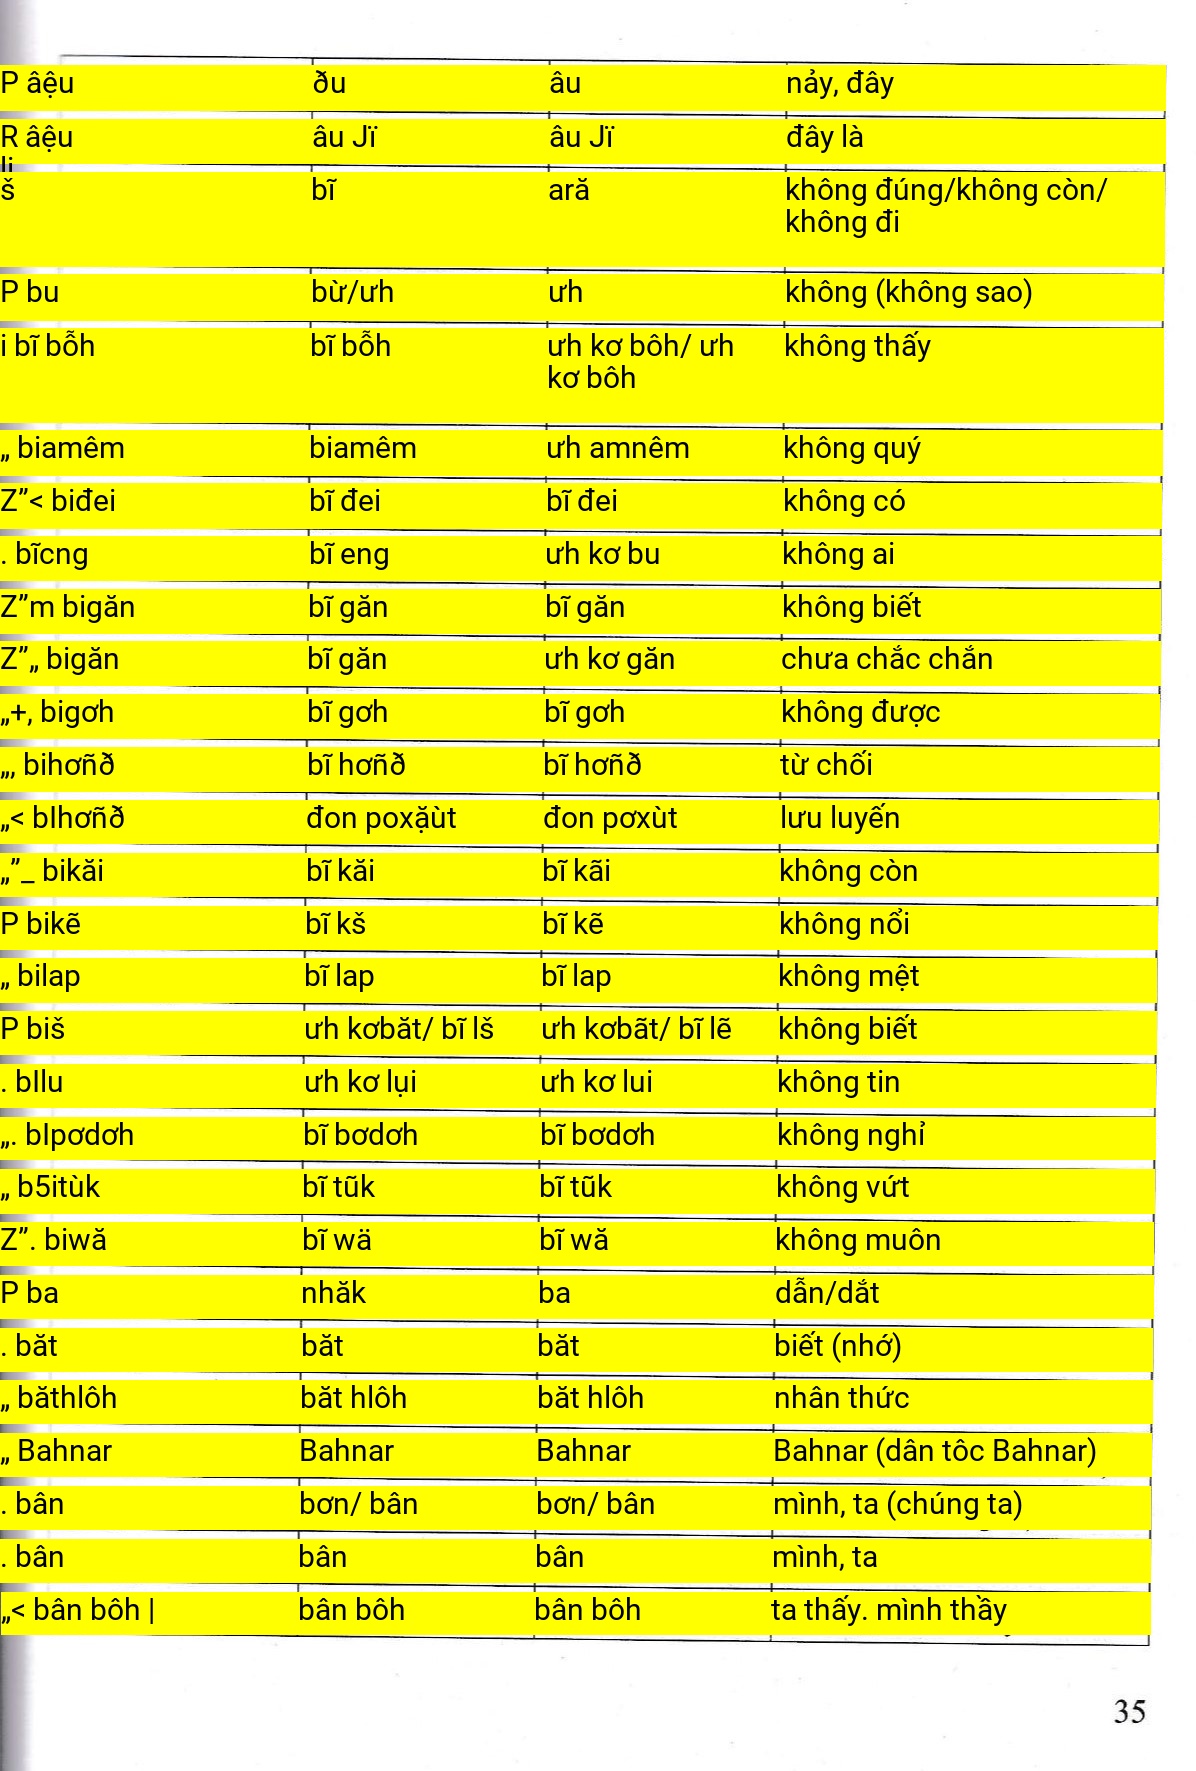 P âệu ðu âu nảy, đây
R âệu âu Jï âu Jï đây là
š bĩ ară không đúng/không còn/
không đi
P bu bừ/ưh ưh không (không sao)
i bĩ bỗh bĩ bỗh ưh kơ bôh/ ưh không thấy
kơ bôh
„ biamêm biamêm ưh amnêm không quý
Z”< biđei bĩ đei bĩ đei không có
. bĩcng bĩ eng ưh kơ bu không ai
Z”m bigăn bĩ găn bĩ găn không biết
Z”„ bigăn bĩ găn ưh kơ găn chưa chắc chắn
„+, bigơh bĩ gơh bĩ gơh không được
„, bihơñð bĩ hơñð bĩ hơñð từ chối
„< bIhơñð đon poxặùt đon pơxùt lưu luyến
„”_ bikăi bĩ kăi bĩ kãi không còn
P bikẽ bĩ kš bĩ kẽ không nổi
„ bilap bĩ lap bĩ lap không mệt
P biš ưh kơbăt/ bĩ lš ưh kơbãt/ bĩ lẽ không biết
. bIlu ưh kơ lụi ưh kơ lui không tin
„. bIpơdơh bĩ bơdơh bĩ bơdơh không nghỉ
„ b5itùk bĩ tũk bĩ tũk không vứt
Z”. biwă bĩ wä bĩ wă không muôn
P ba nhăk ba dẫn/dắt
. băt băt băt biết (nhớ)
„ băthlôh băt hlôh băt hlôh nhân thức
„ Bahnar Bahnar Bahnar Bahnar (dân tôc Bahnar)
. bân bơn/ bân bơn/ bân mình, ta (chúng ta)
. bân bân bân mình, ta
„< bân bôh | bân bôh bân bôh ta thấy. mình thầy
35